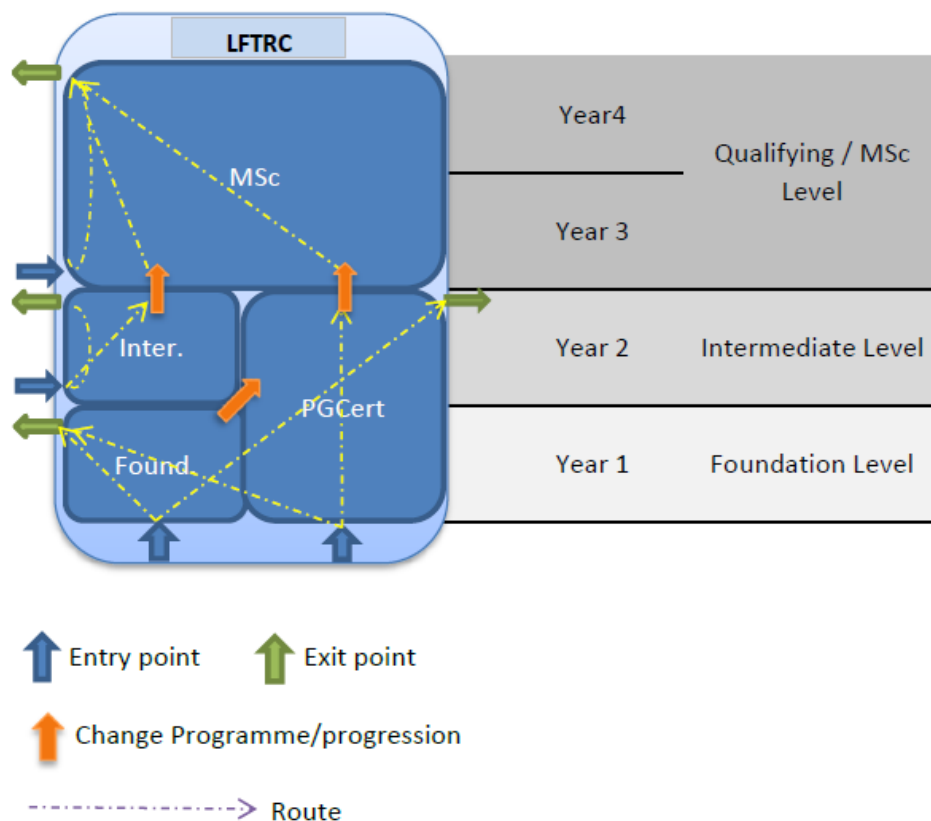 LFTRC
Year4
Qualifying / MSc
Level
MSc
Year 3
Inter.
Year 2
Intermediate Level
PGCert
Found.
Year 1
Foundation Level
Entry point
Exit point
Change Programme/progression
Route